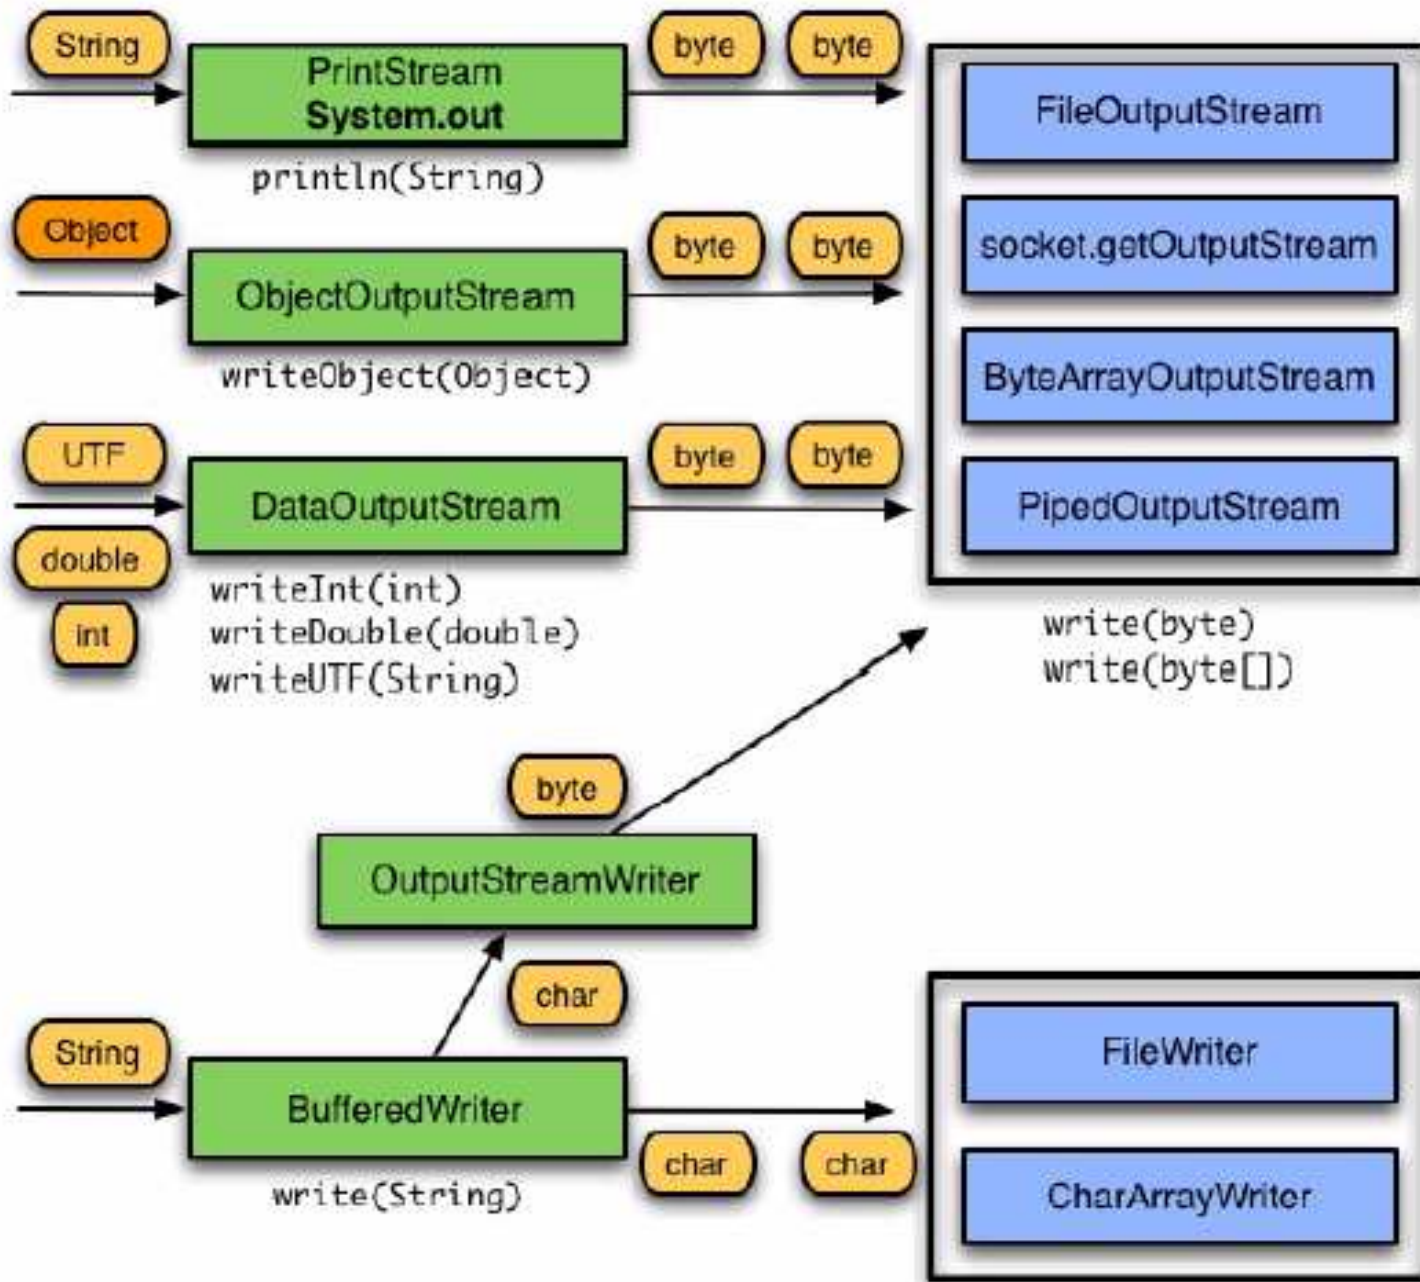 String
PrintStream
System.out
println(String)
byte
byte
FileOutputStream
Object
ObjectOutputStream
writeObject(Object)
byte
byte
socket.getOutputStream
ByteArrayOutputStream
UTF
DataOutputStream
byte
byte
PipedOutputStream
double
int
writeInt(int)
writeDouble(double)
writeUTF(String)
write(byte)
write(byte[])
byte
OutputStreamWriter
char
String
BufferedWriter
write(String)
char
char
FileWriter
CharArrayWriter